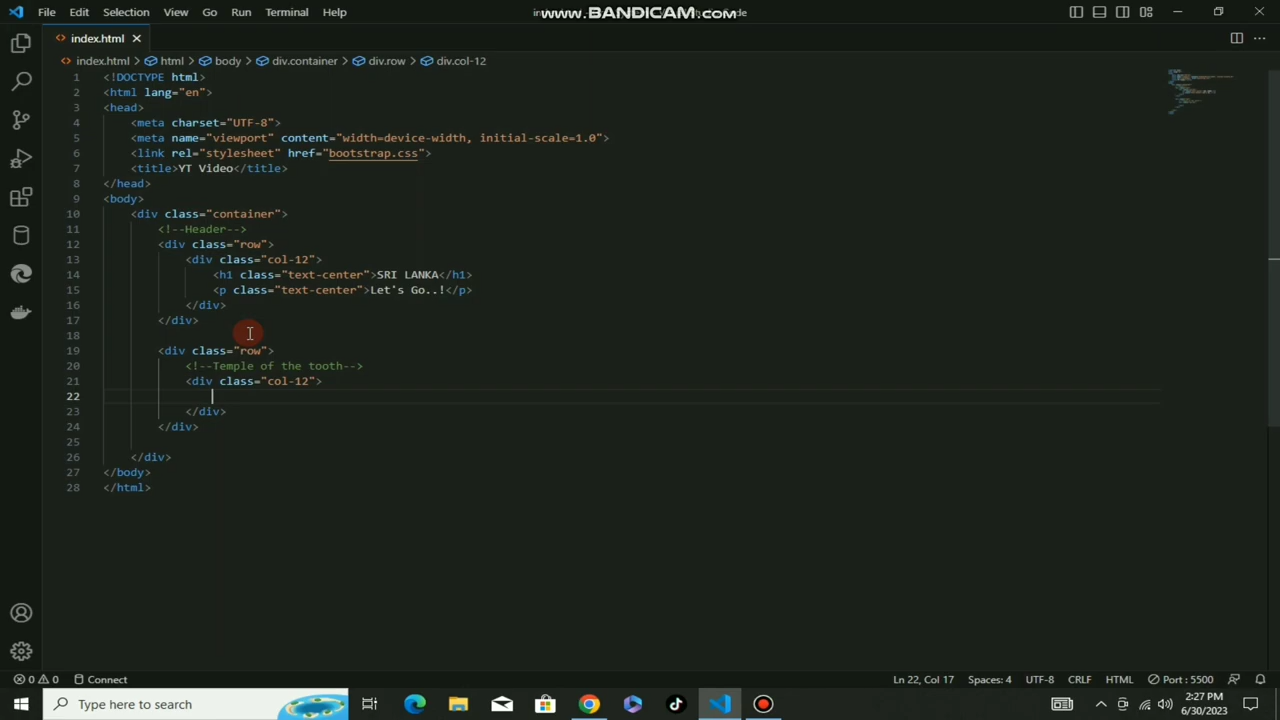 File Edit Selection View Go Run Terminal Help
www.BANDICAM.com
index.html
index.html > html > body > div.container > div.row > div.col-12
1 <!DOCTYPE html>
2 <html lang="en">
3 <head>
4 <meta charset="UTF-8">
5 <meta name="viewport" content="width=device-width, initial-scale=1.0">
6 <link rel="stylesheet" href="bootstrap.css">
7 <title>YT Video</title>
8 </head>
9 <body>
10 <div class="container">
11 <!--Header-->
12 <div class="row">
13 <div class="col-12">
14 <h1 class="text-center">SRI LANKA</h1>
15 <p class="text-center">Let's Go..!</p>
16 </div>
17 </div>
18
19 <div class="row">
20 <!--Temple of the tooth-->
21 <div class="col-12">
22
23 </div>
24 </div>
25
26 </div>
27 </body>
28 </html>
0 0 Connect Ln 22, Col 17 Spaces: 4 UTF-8 CRLF HTML Port : 5500
Type here to search
2:27 PM
6/30/2023